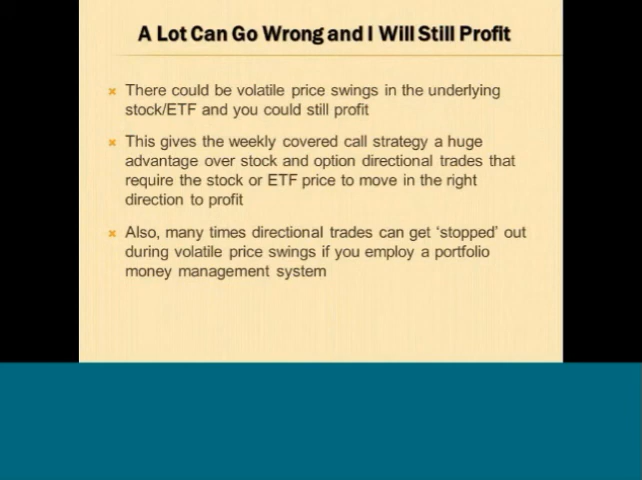 A Lot Can Go Wrong and I Will Still Profit
There could be volatile price swings in the underlying
stock/ETF and you could still profit
This gives the weekly covered call strategy a huge
advantage over stock and option directional trades that
require the stock or ETF price to move in the right
direction to profit
Also, many times directional trades can get ‘stopped’ out
during volatile price swings if you employ a portfolio
money management system